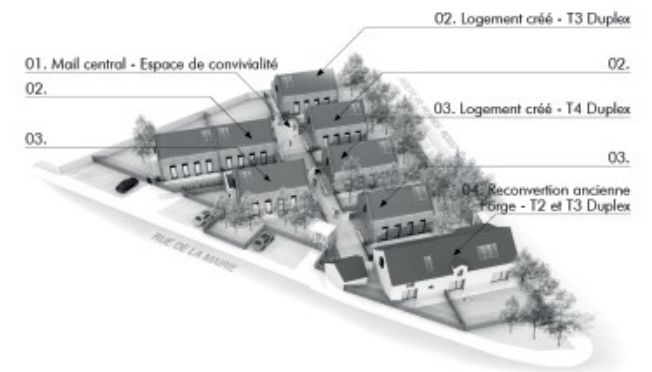 02. Logement créé - T3 Duplex
01. Mail central - Espace de convivialité
02.
02.
03. Logement créé - T4 Duplex
03.
03.
04. Reconvertion ancienne
Forge - T2 et T3 Duplex
RUE DE LA MAIRIE